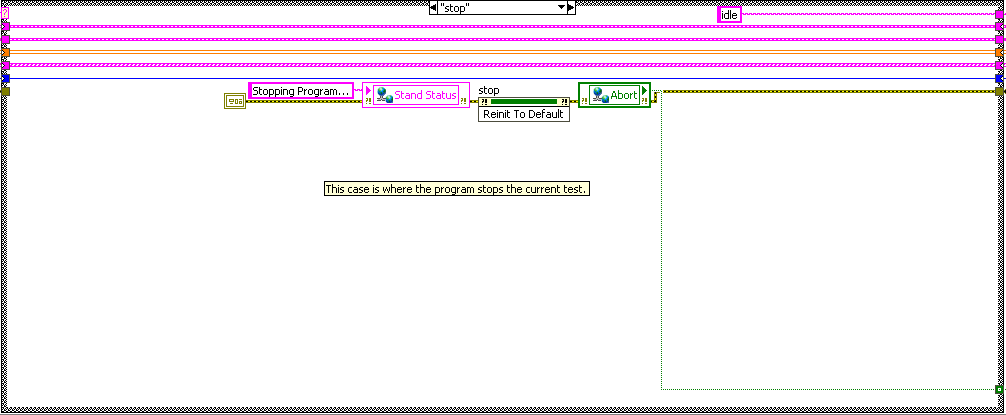 "stop"
idle
Stopping Program...
Stand Status
stop
Reinit To Default
Abort
This case is where the program stops the current test.